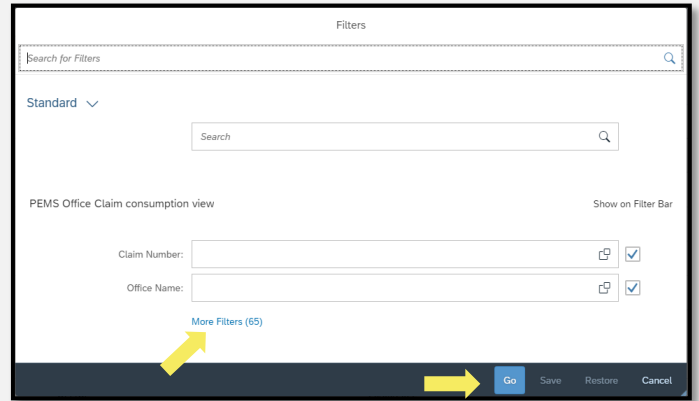 Filters
Search for Filters
Standard
Search
PEMS Office Claim consumption view Show on Filter Bar
Claim Number:
Office Name:
More Filters (65)
Go Save Restore Cancel